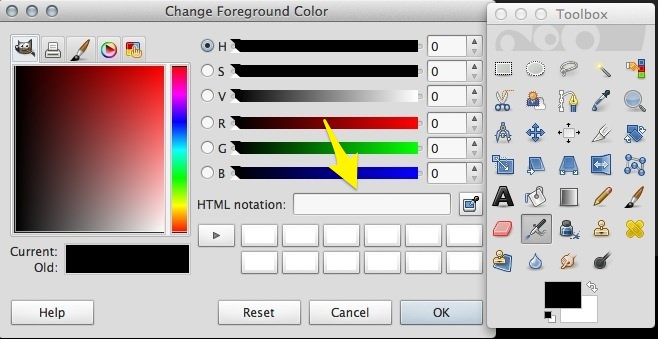 Change Foreground Color
H 0
S 0
V 0
R 0
G 0
B 0
HTML notation:
Current:
Old:
Help
Reset
Cancel
OK
Toolbox
A